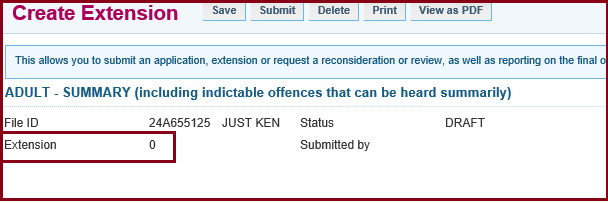 Create Extension Save Submit Delete Print View as PDF
This allows you to submit an application, extension or request a reconsideration or review, as well as reporting on the final o
ADULT - SUMMARY (including indictable offences that can be heard summarily)
File ID 24A655125 JUST KEN Status DRAFT
Extension 0 Submitted by